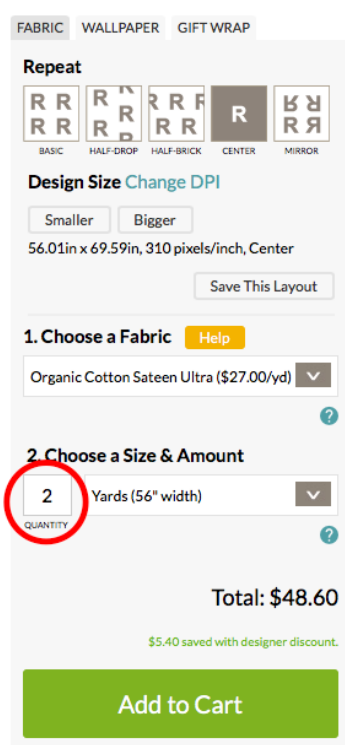 FABRIC WALLPAPER GIFT WRAP
Repeat
R R R R R R R R R R
R R R R R R R R
BASIC HALF-DROP HALF-BRICK CENTER MIRROR
Design Size Change DPI
Smaller Bigger
56.01in x 69.59in, 310 pixels/inch, Center
Save This Layout
1. Choose a Fabric Help
Organic Cotton Sateen Ultra ($27.00/yd)
?
2. Choose a Size & Amount
2 Yards (56" width)
QUANTITY
?
Total: $48.60
$5.40 saved with designer discount.
Add to Cart